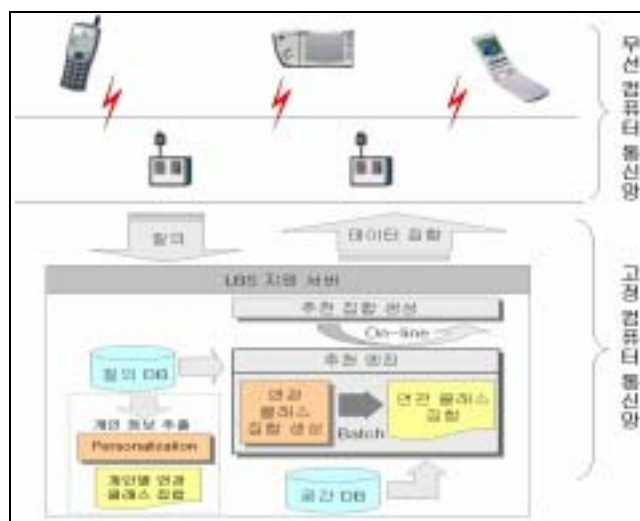 무선 컴퓨터 통신망
질의
데이터 집합
LBS 지원 서버
추천 집합 생성
On-line
추천 엔진
질의 DB
연관
클래스
집합 생성
Batch
연관 클래스
집합
개인 정보 추출
Personalization
개인별 연관
클래스 집합
공간 DB
고정 컴퓨터 통신망